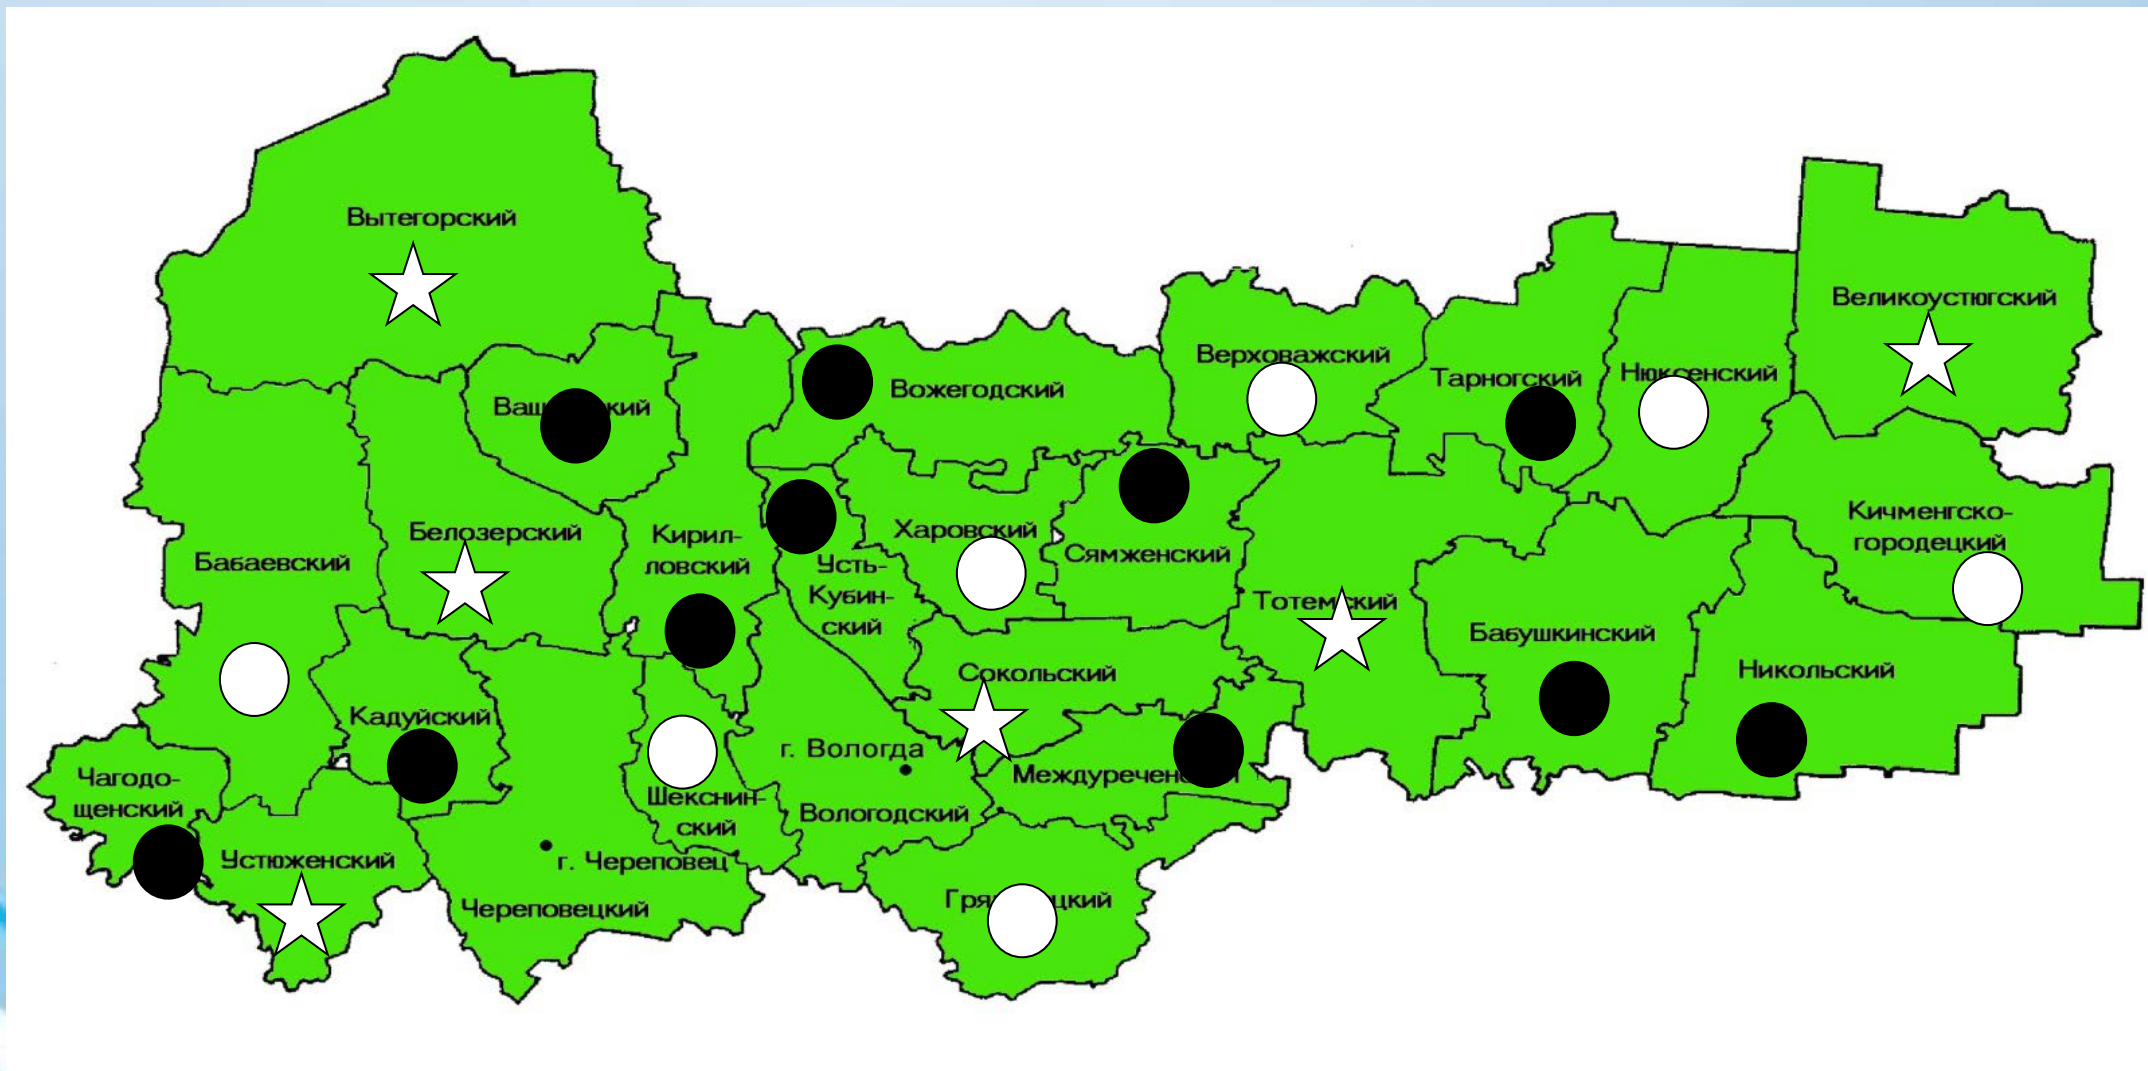 Вытегорский
Великоустюгский
Верховажский
Нюксенский
Тарногский
Вожегодский
Белозерский
Харовский
Кичменгско-
городецкий
Кирил-
ловский
Сямженский
Бабаевский
Усть-
Кубин-
ский
Тотемский
Бабушкинский
Никольский
Сокольский
Кадуйский
г. Вологда
Чагодо-
щенский
Шекснин-
ский
Вологодский
Устюженский
г. Череповец
Череповецкий